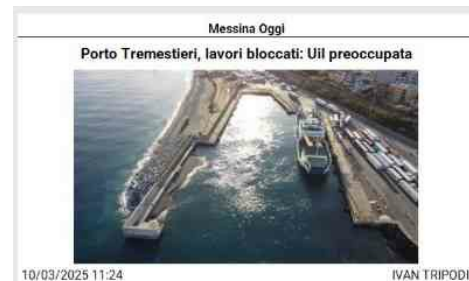 Messina Oggi
Porto Tremestieri, lavori bloccati: Uil preoccupata
10/03/2025 11:24 IVAN TRIPODI